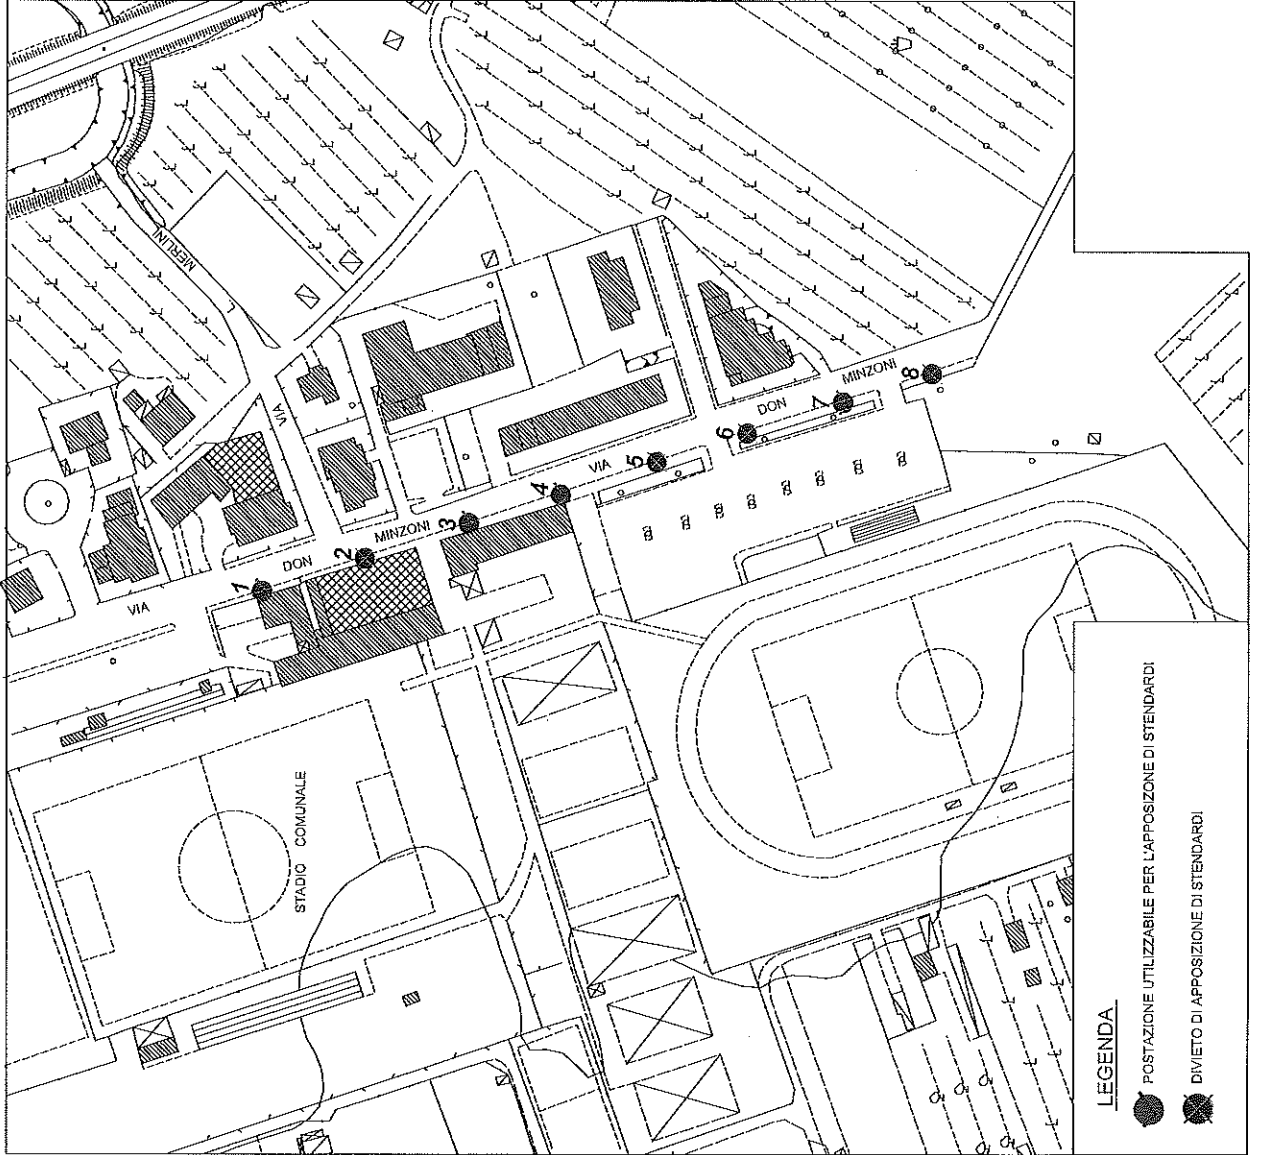 MERLINI
VIA
VIA
DON
MINZONI
VIA
DON
MINZONI
1
2
3
4
5
6
7
8
STADIO COMUNALE
LEGENDA
POSTAZIONE UTILIZZABILE PER L'APPOSIZONE DI STENDARDI
DIVIETO DI APPOSIZIONE DI STENDARDI